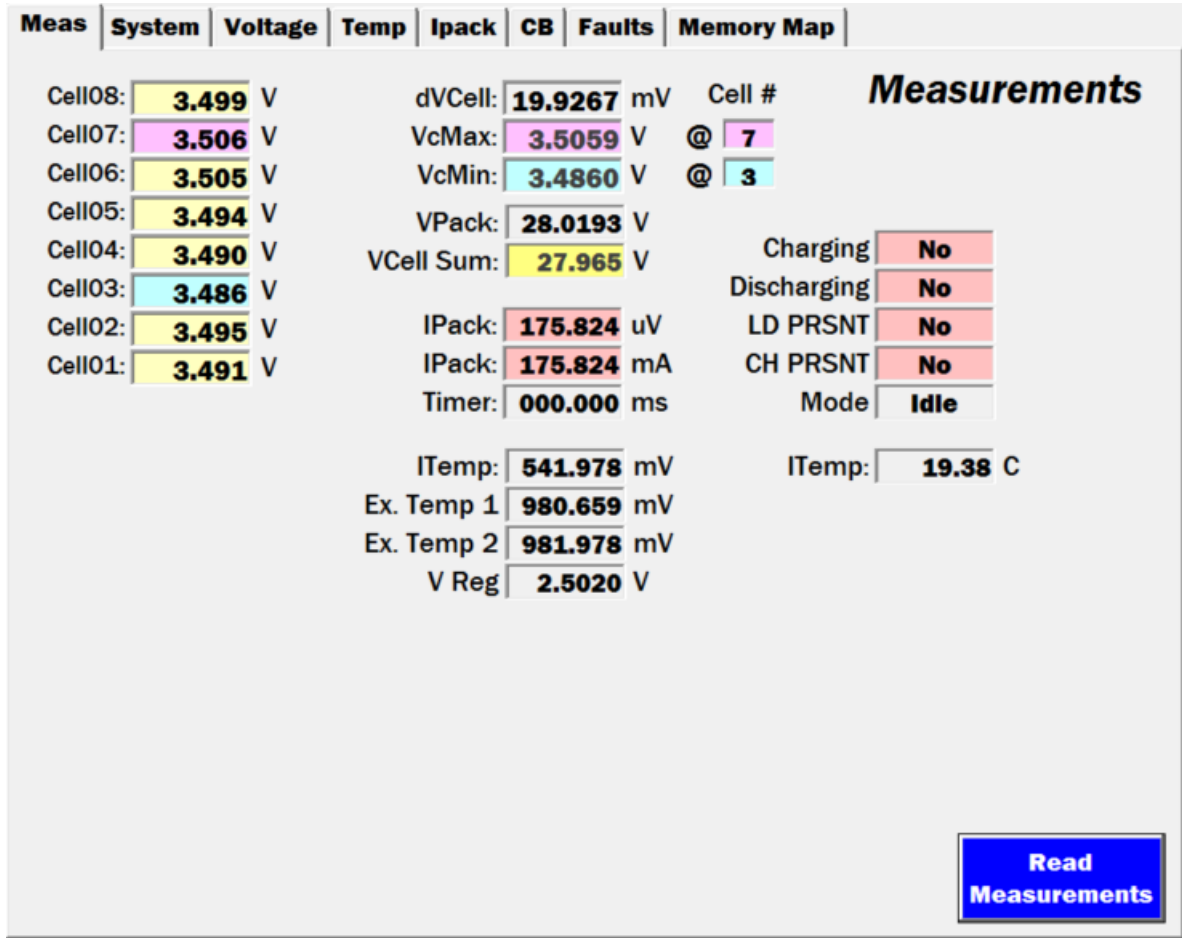 Meas System Voltage Temp Ipack CB Faults Memory Map
Measurements
Cell08: 3.499 V
Cell07: 3.506 V
Cell06: 3.505 V
Cell05: 3.494 V
Cell04: 3.490 V
Cell03: 3.486 V
Cell02: 3.495 V
Cell01: 3.491 V
dVCell: 19.9267 mV Cell #
VcMax: 3.5059 V @ 7
VcMin: 3.4860 V @ 3
VPack: 28.0193 V
VCell Sum: 27.965 V
IPack: 175.824 uV
IPack: 175.824 mA
Timer: 000.000 ms
ITemp: 541.978 mV
Ex. Temp 1 980.659 mV
Ex. Temp 2 981.978 mV
V Reg 2.5020 V
Charging No
Discharging No
LD PRSNT No
CH PRSNT No
Mode Idle
ITemp: 19.38 C
Read
Measurements